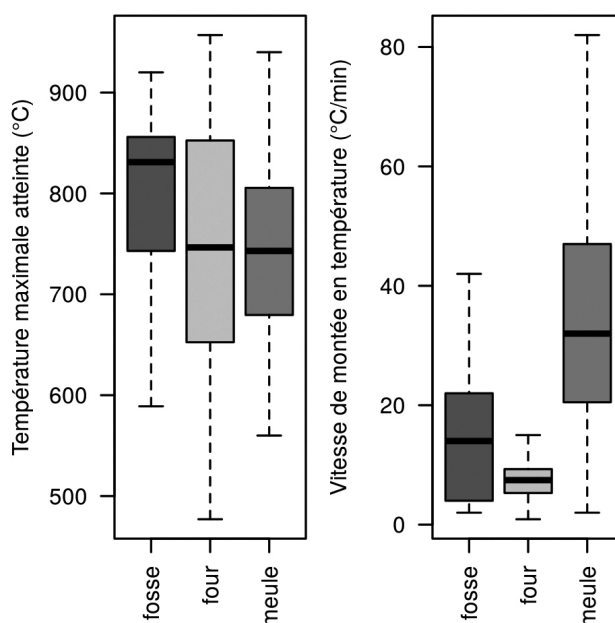 Température maximale atteinte (°C)
900
800
700
600
500
fosse
four
meule
Vitesse de montée en température (°C/min)
80
60
40
20
0
fosse
four
meule